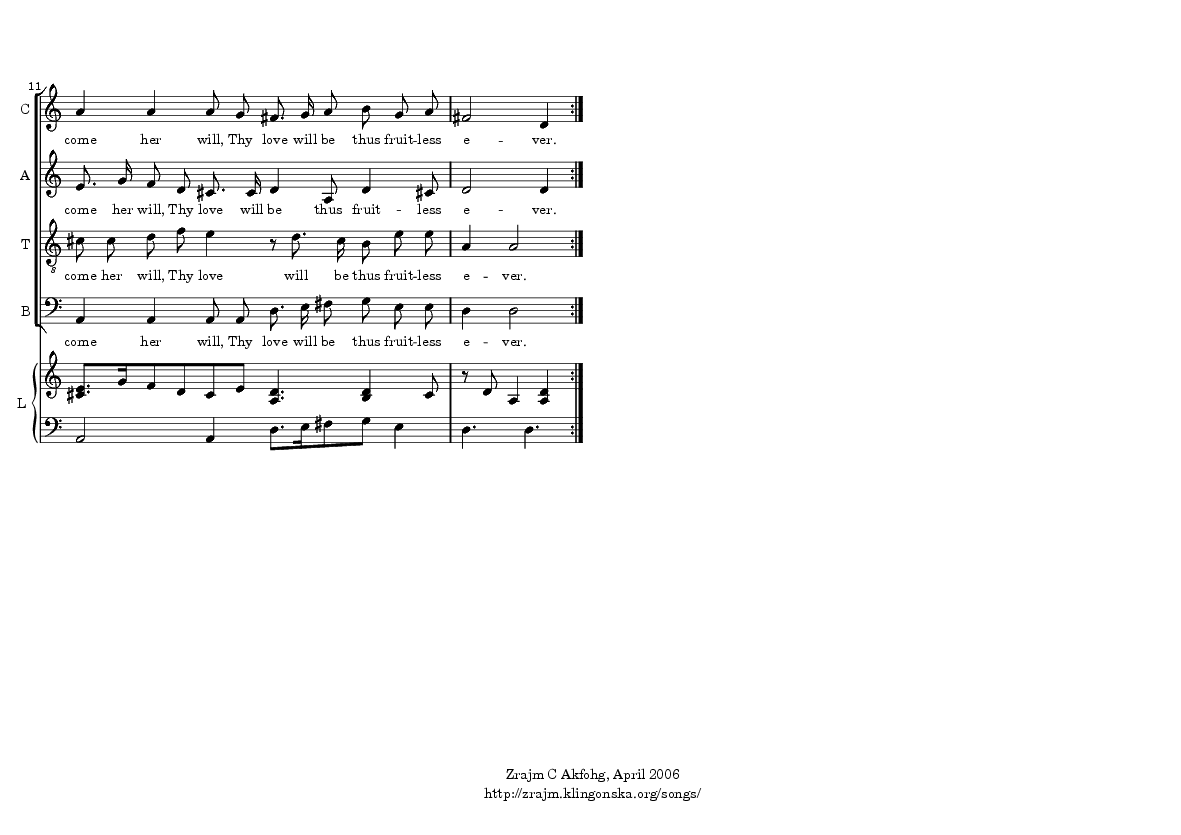 11
C
come her will, Thy love will be thus fruit-less e - ver.
A
come her will, Thy love will be thus fruit - less e - ver.
T
8
come her will, Thy love will be thus fruit-less e - ver.
B
come her will, Thy love will be thus fruit-less e - ver.
L
Zrajm C Akfohg, April 2006
http://zrajm.klingonska.org/songs/